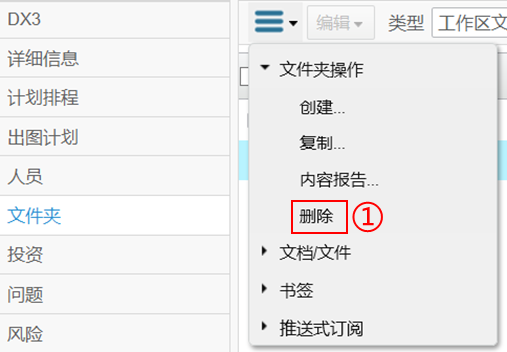 DX3
详细信息
计划排程
出图计划
人员
文件夹
投资
问题
风险
编辑 类型 工作区文
文件夹操作
创建...
复制...
内容报告...
删除 ①
文档/文件
书签
推送式订阅